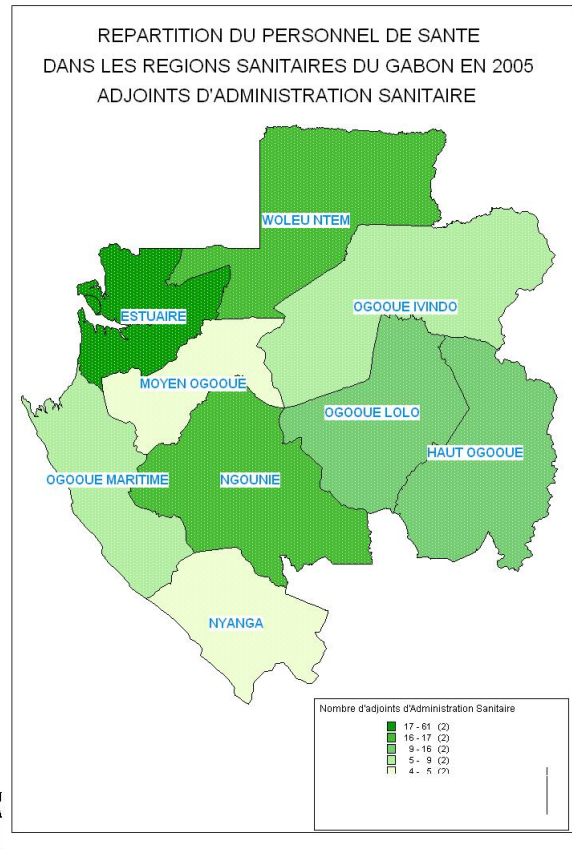 REPARTITION DU PERSONNEL DE SANTE
DANS LES REGIONS SANITAIRES DU GABON EN 2005
ADJOINTS D'ADMINISTRATION SANITAIRE
WOLEU NTEM
OGOOUE IVINDO
ESTUAIRE
MOYEN OGOOUE
OGOOUE LOLO
HAUT OGOOUE
OGOOUE MARITIME
NGOUNIE
NYANGA
Nombre d'adjoints d'Administration Sanitaire
17 - 61 (2)
16 - 17 (2)
9 - 16 (2)
5 - 9 (2)
4 - 5 (2)